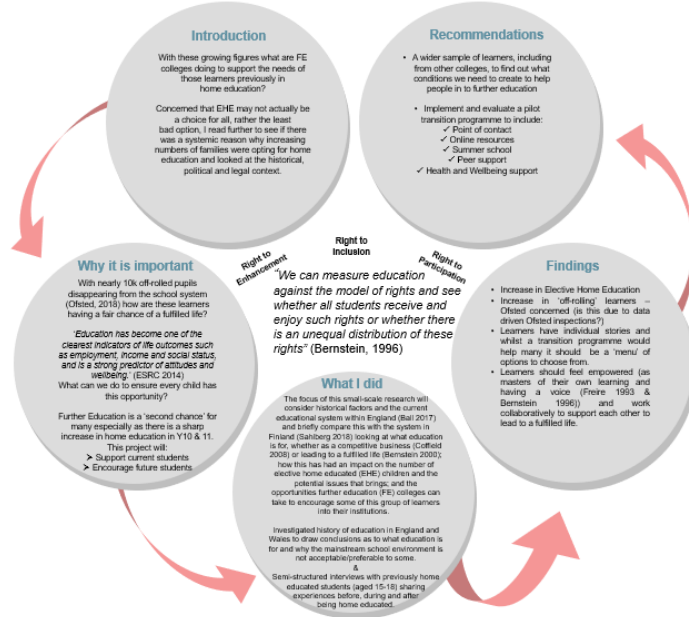 Introduction
With these growing figures what are FE
colleges doing to support the needs of
those learners previously in
home education?
Concerned that EHE may not actually be
a choice for all, rather the least
bad option, I read further to see if there
was a systemic reason why increasing
numbers of families were opting for home
education and looked at the historical,
political and legal context.
Recommendations
• A wider sample of learners, including
from other colleges, to find out what
conditions we need to create to help
people in to further education
• Implement and evaluate a pilot
transition programme to include:
✓ Point of contact
✓ Online resources
✓ Summer school
✓ Peer support
✓ Health and Wellbeing support
Right to
Enhancement
Right to
Inclusion
Right to
Participation
"We can measure education
against the model of rights and see
whether all students receive and
enjoy such rights or whether there
is an unequal distribution of these
rights" (Bernstein, 1996)
Why it is important
With nearly 10k off-rolled pupils
disappearing from the school system
(Ofsted, 2018) how are these learners
having a fair chance of a fulfilled life?
'Education has become one of the
clearest indicators of life outcomes such
as employment, income and social status,
and is a strong predictor of attitudes and
wellbeing.' (ESRC 2014)
What can we do to ensure every child has
this opportunity?
Further Education is a 'second chance' for
many especially as there is a sharp
increase in home education in Y10 & 11.
This project will:
➢ Support current students
➢ Encourage future students
What I did
The focus of this small-scale research will
consider historical factors and the current
educational system within England (Ball 2017)
and briefly compare this with the system in
Finland (Sahlberg 2018) looking at what education
is for, whether as a competitive business (Coffield
2008) or leading to a fulfilled life (Bernstein 2000);
how this has had an impact on the number of
elective home educated (EHE) children and the
potential issues that brings; and the
opportunities further education (FE) colleges can
take to encourage some of this group of learners
into their institutions.
Investigated history of education in England and
Wales to draw conclusions as to what education is
for and why the mainstream school environment is
not acceptable/preferable to some.
&
Semi-structured interviews with previously home
educated students (aged 15-18) sharing
experiences before, during and after
being home educated.
Findings
• Increase in Elective Home Education
• Increase in 'off-rolling' learners –
Ofsted concerned (is this due to data
driven Ofsted inspections?)
• Learners have individual stories and
whilst a transition programme would
help many it should be a 'menu' of
options to choose from.
• Learners should feel empowered (as
masters of their own learning and
having a voice (Freire 1993 &
Bernstein 1996)) and work
collaboratively to support each other to
lead to a fulfilled life.